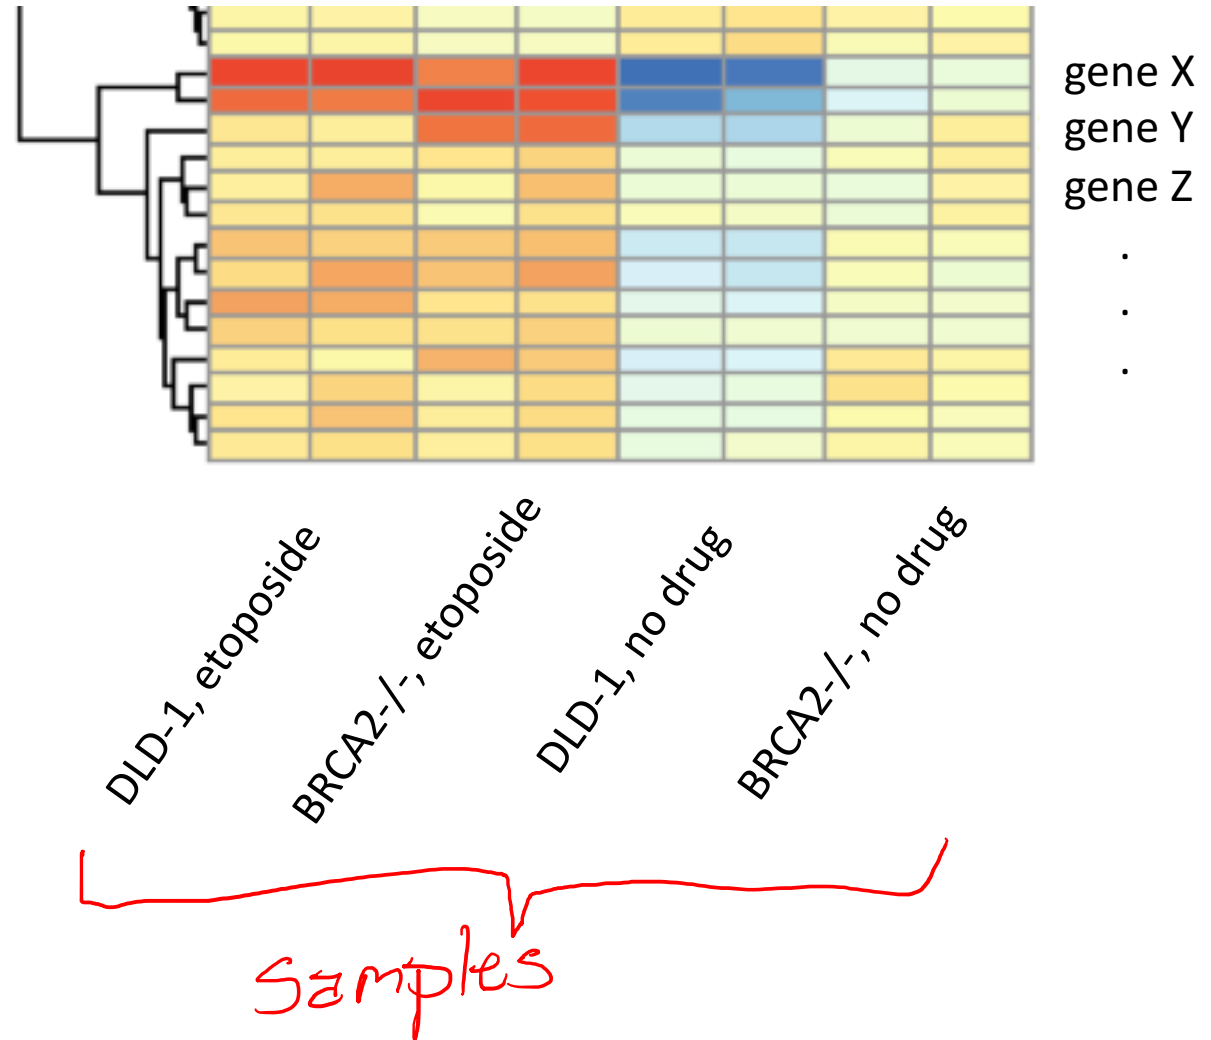 gene X
gene Y
gene Z
.
.
.
DLD-1, etoposide
BRCA2-/-, etoposide
DLD-1, no drug
BRCA2-/-, no drug
Samples